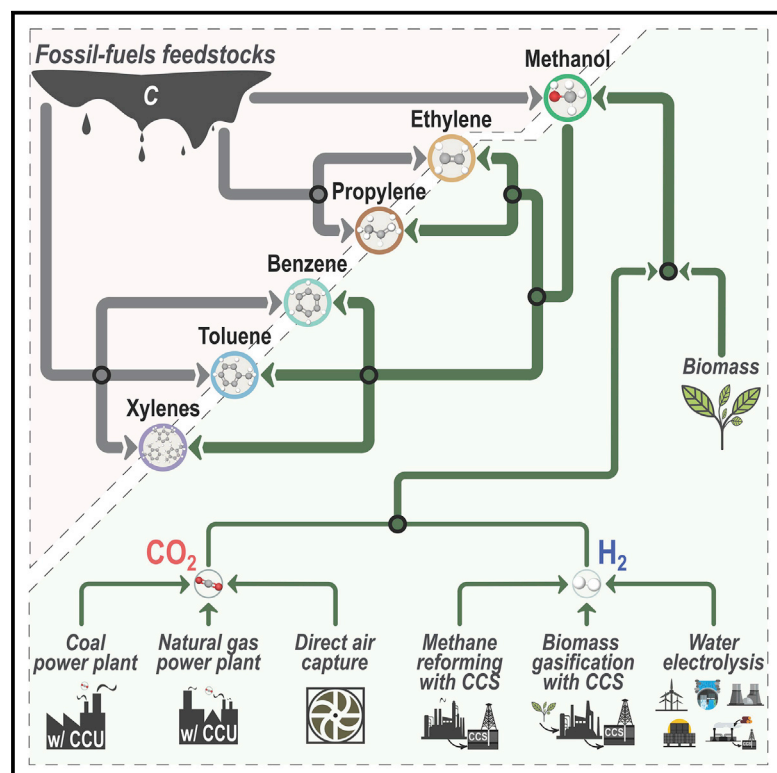 Fossil-fuels feedstocks
C
Methanol
Ethylene
Propylene
Benzene
Toluene
Xylenes
Biomass
CO₂
H₂
Coal
power plant
Natural gas
power plant
Direct air
capture
Methane
reforming
with CCS
Biomass
gasification
with CCS
Water
electrolysis
w/ CCU
w/ CCU
CCS
CCS